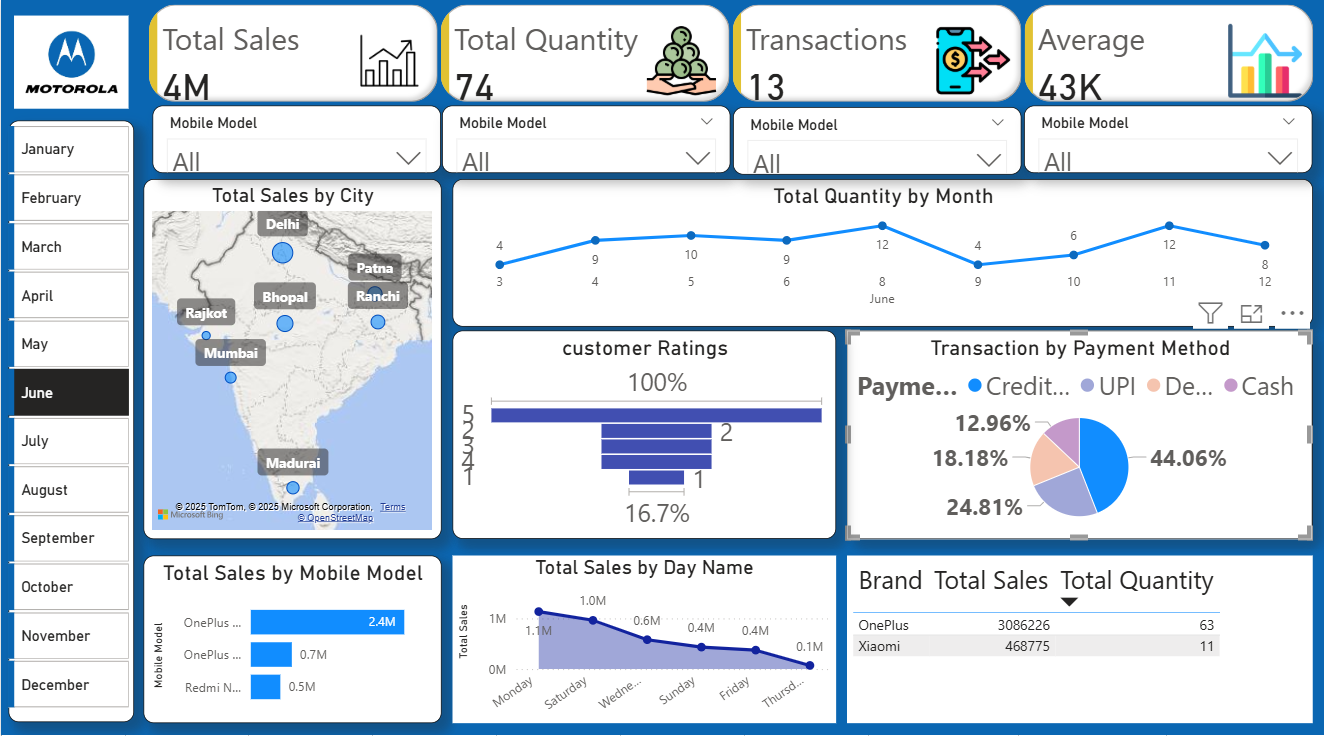 MOTOROLA
Total Sales
4M
Total Quantity
74
Transactions
13
Average
43K
Mobile Model
All
Mobile Model
All
Mobile Model
All
Mobile Model
All
January
February
March
April
May
June
July
August
September
October
November
December
Total Sales by City
Delhi
Patna
Bhopal
Ranchi
Rajkot
Mumbai
Madurai
© 2025 TomTom, © 2025 Microsoft Corporation, Terms
Microsoft Bing
© OpenStreetMap
Total Quantity by Month
4 9 10 9 12 4 6 12 8
3 4 5 6 8 9 10 11 12
June
customer Ratings
100%
5
2 2
3
4
1 1
16.7%
Transaction by Payment Method
Payme... Credit... UPI De... Cash
12.96%
18.18%
44.06%
24.81%
Total Sales by Mobile Model
Mobile Model
OnePlus ... 2.4M
OnePlus ... 0.7M
Redmi N... 0.5M
Total Sales by Day Name
Total Sales
1M
0M
1.1M 1.0M 0.6M 0.4M 0.4M 0.1M
Monday Saturday Wedne... Sunday Friday Thursd...
Brand Total Sales Total Quantity
OnePlus 3086226 63
Xiaomi 468775 11